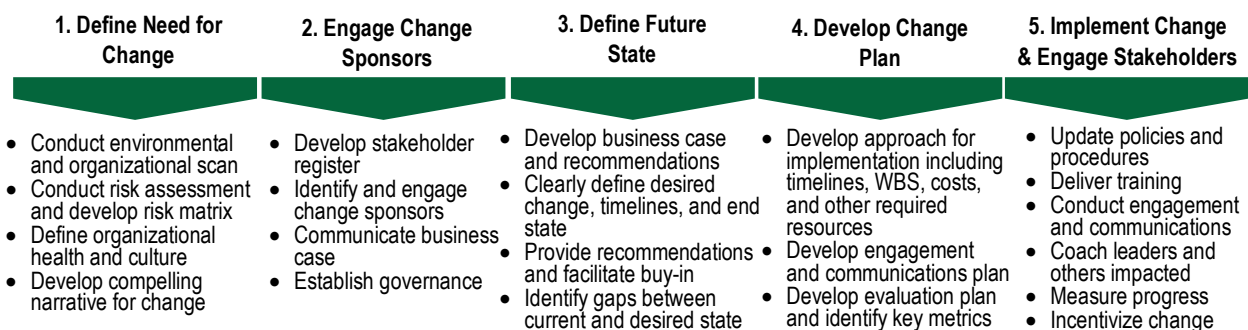 1. Define Need for
Change
• Conduct environmental
and organizational scan
• Conduct risk assessment
and develop risk matrix
• Define organizational
health and culture
• Develop compelling
narrative for change
2. Engage Change
Sponsors
• Develop stakeholder
register
• Identify and engage
change sponsors
• Communicate business
case
• Establish governance
3. Define Future
State
• Develop business case
and recommendations
• Clearly define desired
change, timelines, and end
state
• Provide recommendations
and facilitate buy-in
• Identify gaps between
current and desired state
4. Develop Change
Plan
• Develop approach for
implementation including
timelines, WBS, costs,
and other required
resources
• Develop engagement
and communications plan
• Develop evaluation plan
and identify key metrics
5. Implement Change
& Engage Stakeholders
• Update policies and
procedures
• Deliver training
• Conduct engagement
and communications
• Coach leaders and
others impacted
• Measure progress
• Incentivize change